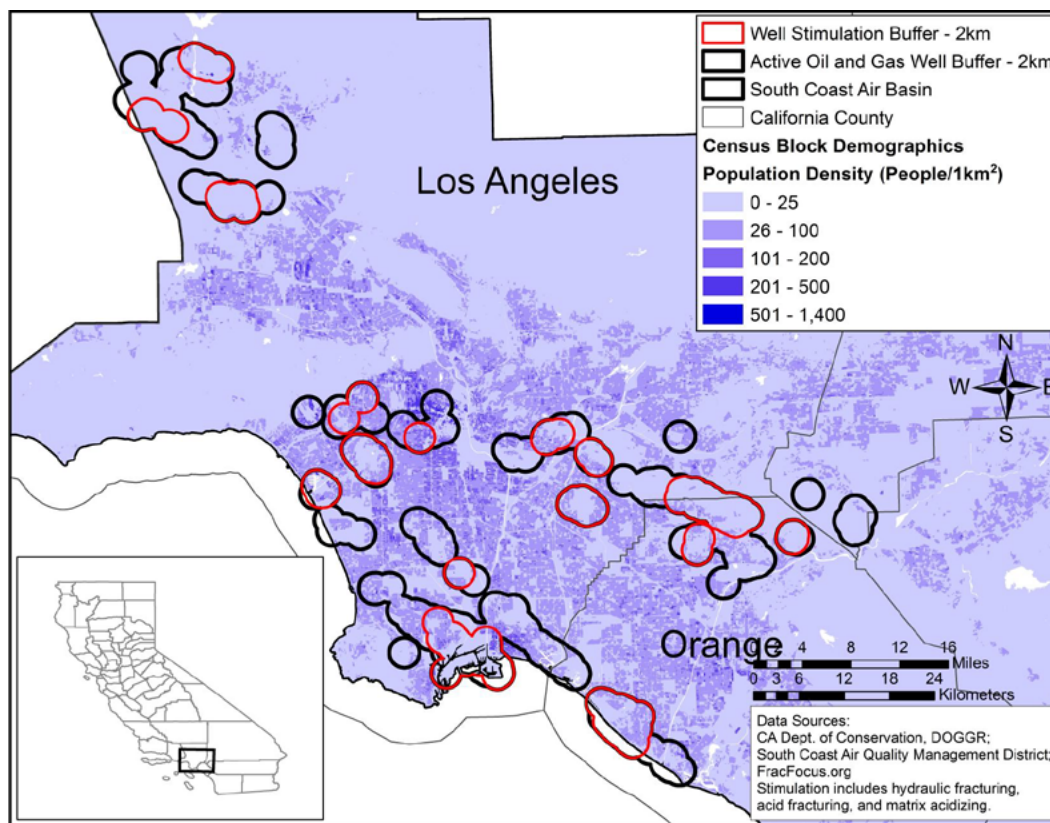 Well Stimulation Buffer - 2km
Active Oil and Gas Well Buffer - 2km
South Coast Air Basin
California County
Census Block Demographics
Population Density (People/1km²)
0 - 25
26 - 100
101 - 200
201 - 500
501 - 1,400
Los Angeles
N
W E
S
Orange
0 2 4 8 12 16
Miles
0 3 6 12 18 24
Kilometers
Data Sources:
CA Dept. of Conservation, DOGGR;
South Coast Air Quality Management District;
FracFocus.org
Stimulation includes hydraulic fracturing,
acid fracturing, and matrix acidizing.